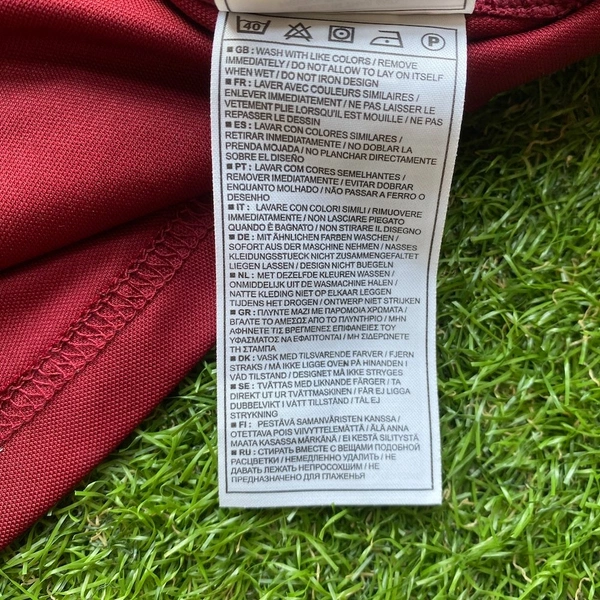 40 P
■ GB : WASH WITH LIKE COLORS / REMOVE
IMMEDIATELY / DO NOT ALLOW TO LAY ON ITSELF
WHEN WET / DO NOT IRON DESIGN
■ FR : LAVER AVEC COULEURS SIMILAIRES /
ENLEVER IMMEDIATEMENT / NE PAS LAISSER LE
VETEMENT PLIE LORSQU'IL EST MOUILLE / NE PAS
REPASSER LE DESSIN
■ ES : LAVAR CON COLORES SIMILARES /
RETIRAR INMEDIATAMENTE / NO DOBLAR LA
PRENDA MOJADA / NO PLANCHAR DIRECTAMENTE
SOBRE EL DISEÑO
■ PT : LAVAR COM CORES SEMELHANTES /
REMOVER IMEDIATAMENTE / EVITAR DOBRAR
ENQUANTO MOLHADO / NÃO PASSAR A FERRO O
DESENHO
■ IT : LAVARE CON COLORI SIMILI / RIMUOVERE
IMMEDIATAMENTE / NON LASCIARE PIEGATO
QUANDO È BAGNATO / NON STIRARE IL DISEGNO
■ DE : MIT ÄHNLICHEN FARBEN WASCHEN /
SOFORT AUS DER MASCHINE NEHMEN / NASSES
KLEIDUNGSSTUECK NICHT ZUSAMMENGEFALTET
LIEGEN LASSEN / DESIGN NICHT BUEGELN
■ NL : MET DEZELFDE KLEUREN WASSEN /
ONMIDDELIJK UIT DE WASMACHINE HALEN /
NATTE KLEDING NIET OP ELKAAR LEGGEN
TIJDENS HET DROGEN / ONTWERP NIET STRIJKEN
■ GR : ΠΛΥΝΤΕ ΜΑΖΙ ΜΕ ΠΑΡΟΜΟΙΑ ΧΡΩΜΑΤΑ /
ΒΓΑΛΤΕ ΤΟ ΑΜΕΣΩΣ ΑΠΟ ΤΟ ΠΛΥΝΤΗΡΙΟ / ΜΗΝ
ΑΦΗΝΕΤΕ ΤΙΣ ΒΡΕΓΜΕΝΕΣ ΕΠΙΦΑΝΕΙΕΣ ΤΟΥ
ΥΦΑΣΜΑΤΟΣ ΝΑ ΕΦΑΠΤΟΝΤΑΙ / ΜΗ ΣΙΔΕΡΩΝΕΤΕ
ΤΗ ΣΤΑΜΠΑ
■ DK : VASK MED TILSVARENDE FARVER / FJERN
STRAKS / MÅ IKKE LIGGE OVEN PÅ HINANDEN I
VÅD TILSTAND / DESIGNET MÅ IKKE STRYGES
■ SE : TVÄTTAS MED LIKNANDE FÄRGER / TA
DIREKT UT UR TVÄTTMASKINEN / FÅR EJ LIGGA
DUBBELVIKT I VÅTT TILLSTÅND / TÅL EJ
STRYKNING
■ FI : PESTÄVÄ SAMANVÄRISTEN KANSSA /
OTETTAVA POIS VIIVYTTELEMÄTTÄ / ÄLÄ ANNA
MAATA KASASSA MÄRKÄNÄ / EI KESTÄ SILITYSTÄ
■ RU : СТИРАТЬ ВМЕСТЕ С ВЕЩАМИ ПОДОБНОЙ
РАСЦВЕТКИ / НЕМЕДЛЕННО УДАЛИТЬ / НЕ
ДАВАТЬ ЛЕЖАТЬ НЕПРОСОХШИМ / НЕ
ПРЕДНАЗНАЧЕНО ДЛЯ ГЛАЖЕНЬЯ